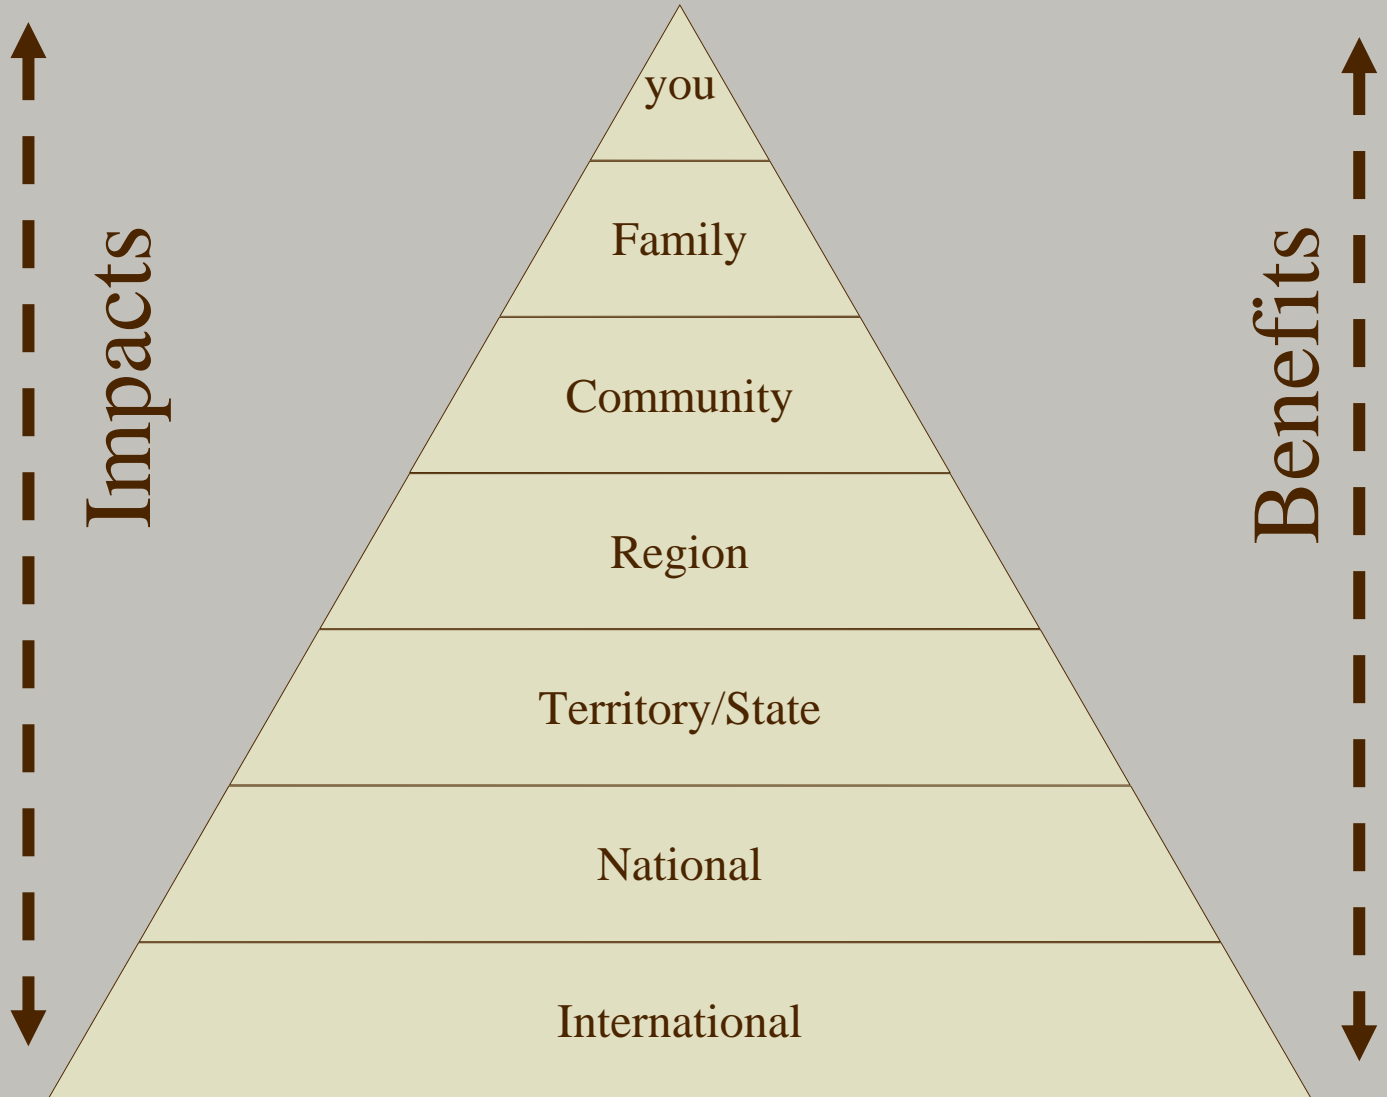 you
Family
Impacts
Benefits
Community
Region
Territory/State
National
International